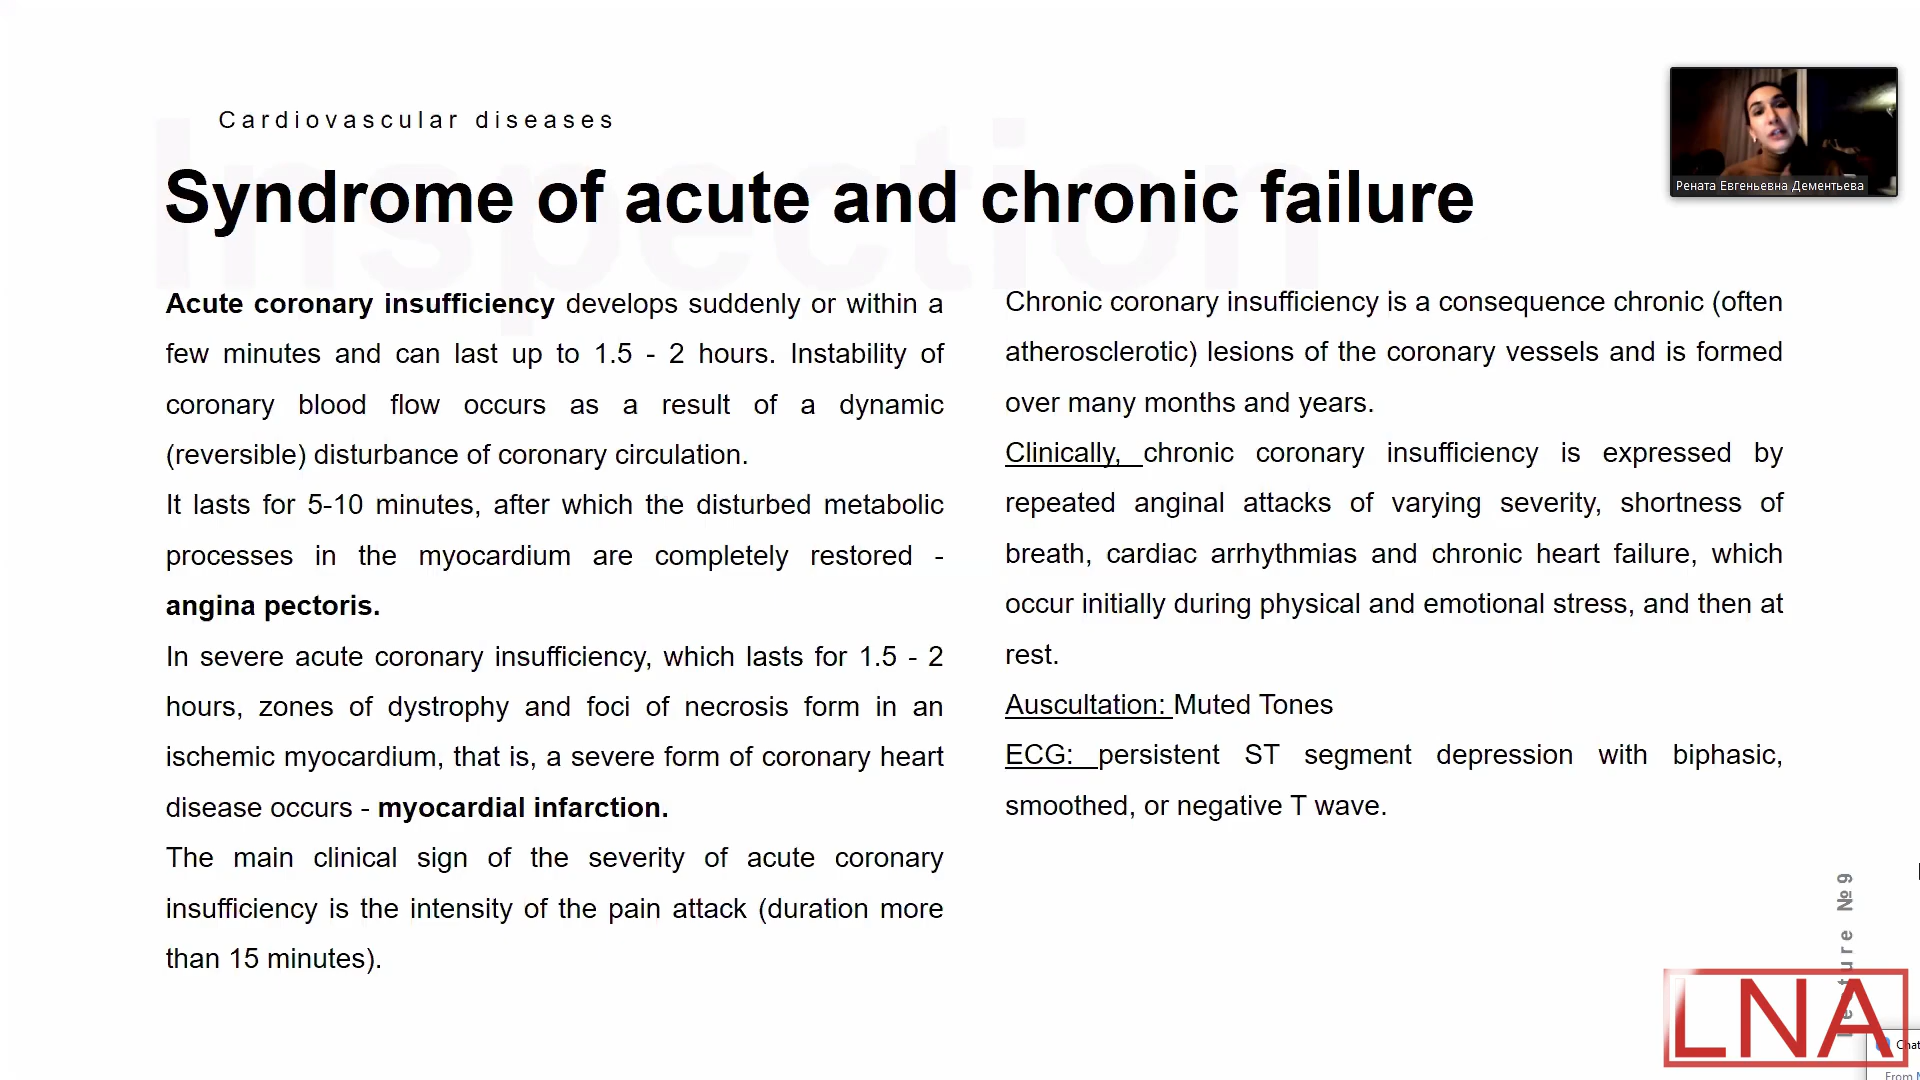 Cardiovascular diseases
Inspection
Syndrome of acute and chronic failure
Рената Евгеньевна Дементьева
Acute coronary insufficiency develops suddenly or within a
few minutes and can last up to 1.5 - 2 hours. Instability of
coronary blood flow occurs as a result of a dynamic
(reversible) disturbance of coronary circulation.
It lasts for 5-10 minutes, after which the disturbed metabolic
processes in the myocardium are completely restored -
angina pectoris.
In severe acute coronary insufficiency, which lasts for 1.5 - 2
hours, zones of dystrophy and foci of necrosis form in an
ischemic myocardium, that is, a severe form of coronary heart
disease occurs - myocardial infarction.
The main clinical sign of the severity of acute coronary
insufficiency is the intensity of the pain attack (duration more
than 15 minutes).
Chronic coronary insufficiency is a consequence chronic (often
atherosclerotic) lesions of the coronary vessels and is formed
over many months and years.
Clinically, chronic coronary insufficiency is expressed by
repeated anginal attacks of varying severity, shortness of
breath, cardiac arrhythmias and chronic heart failure, which
occur initially during physical and emotional stress, and then at
rest.
Auscultation: Muted Tones
ECG: persistent ST segment depression with biphasic,
smoothed, or negative T wave.
Lecture №9
LNA
Chat
From